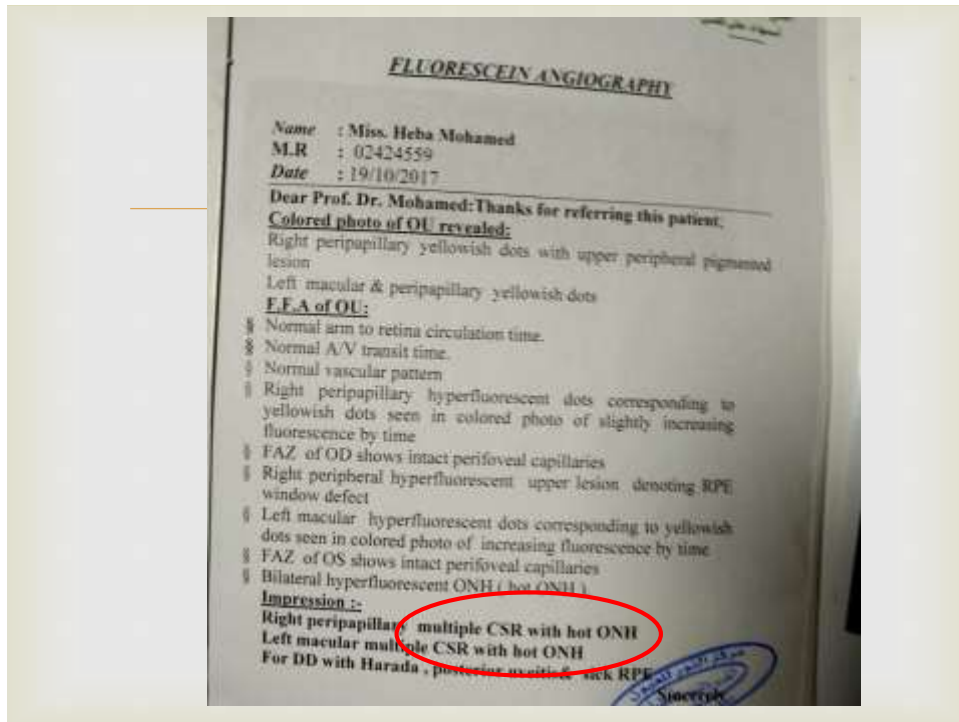 FLUORESCEIN ANGIOGRAPHY
Name : Miss. Heba Mohamed
M.R : 02424559
Date : 19/10/2017
Dear Prof. Dr. Mohamed:Thanks for referring this patient.
Colored photo of OU revealed:
Right peripapillary yellowish dots with upper peripheral pigmented
lesion
Left macular & peripapillary yellowish dots
F.F.A of OU:
§ Normal arm to retina circulation time.
§ Normal A/V transit time.
§ Normal vascular pattern
§ Right peripapillary hyperfluorescent dots corresponding to
yellowish dots seen in colored photo of slightly increasing
fluorescence by time
§ FAZ of OD shows intact perifoveal capillaries
§ Right peripheral hyperfluorescent upper lesion denoting RPE
window defect
§ Left macular hyperfluorescent dots corresponding to yellowish
dots seen in colored photo of increasing fluorescence by time
§ FAZ of OS shows intact perifoveal capillaries
§ Bilateral hyperfluorescent ONH ( hot ONH )
Impression :-
Right peripapillary multiple CSR with hot ONH
Left macular multiple CSR with hot ONH
For DD with Harada , posterior uveitis & sick RPE
Sincerely